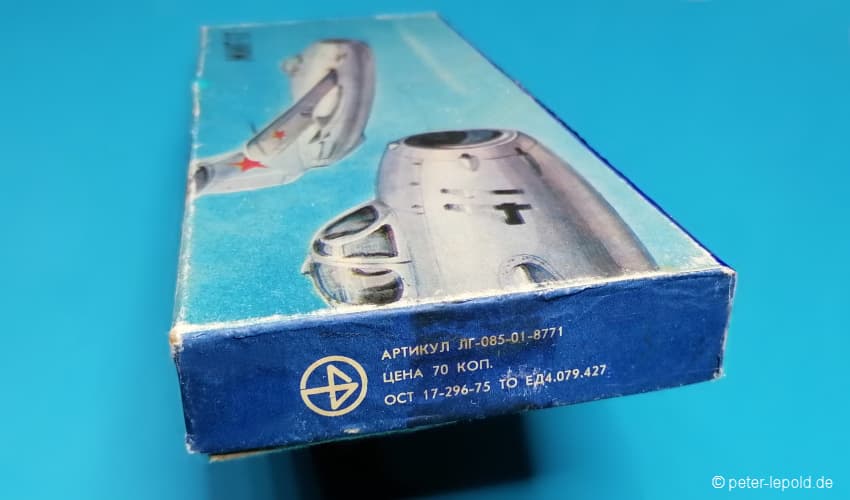 АРТИКУЛ ЛГ-085-01-8771
ЦЕНА 70 КОП.
ОСТ 17-296-75 ТО ЕД4.079.427
© peter-lepold.de